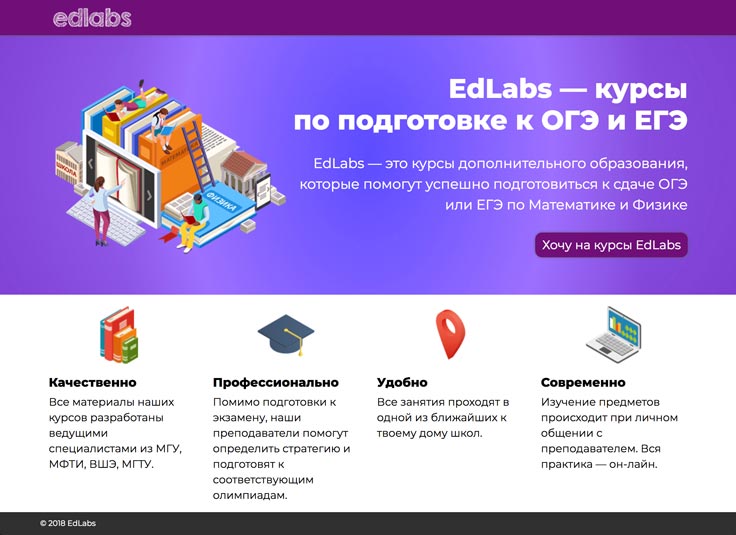 edlabs
EdLabs — курсы
по подготовке к ОГЭ и ЕГЭ
EdLabs — это курсы дополнительного образования,
которые помогут успешно подготовиться к сдаче ОГЭ
или ЕГЭ по Математике и Физике
Хочу на курсы EdLabs
ШКОЛА
МАТЕМАТИКА
ФИЗИКА
Качественно
Все материалы наших
курсов разработаны
ведущими
специалистами из МГУ,
МФТИ, ВШЭ, МГТУ.
Профессионально
Помимо подготовки к
экзамену, наши
преподаватели помогут
определить стратегию и
подготовят к
соответствующим
олимпиадам.
Удобно
Все занятия проходят в
одной из ближайших к
твоему дому школ.
Современно
Изучение предметов
происходит при личном
общении с
преподавателем. Вся
практика — он-лайн.
© 2018 EdLabs